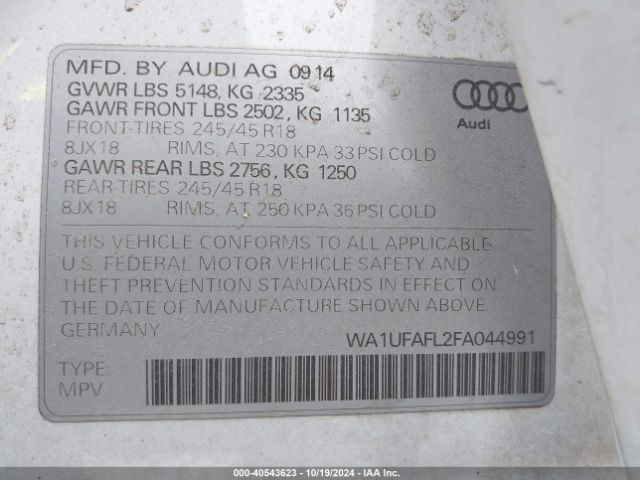 MFD. BY AUDI AG 09 14
GVWR LBS 5148, KG 2335
GAWR FRONT LBS 2502, KG 1135
FRONT-TIRES 245/45 R18
8JX18 RIMS, AT 230 KPA 33 PSI COLD
GAWR REAR LBS 2756, KG 1250
REAR-TIRES 245/45 R18
8JX18 RIMS, AT 250 KPA 36 PSI COLD
Audi
THIS VEHICLE CONFORMS TO ALL APPLICABLE
U.S. FEDERAL MOTOR VEHICLE SAFETY AND
THEFT PREVENTION STANDARDS IN EFFECT ON
THE DATE OF MANUFACTURE SHOWN ABOVE.
GERMANY WA1UFAFL2FA044991
TYPE:
MPV
000-40543623 - 10/19/2024 - IAA Inc.